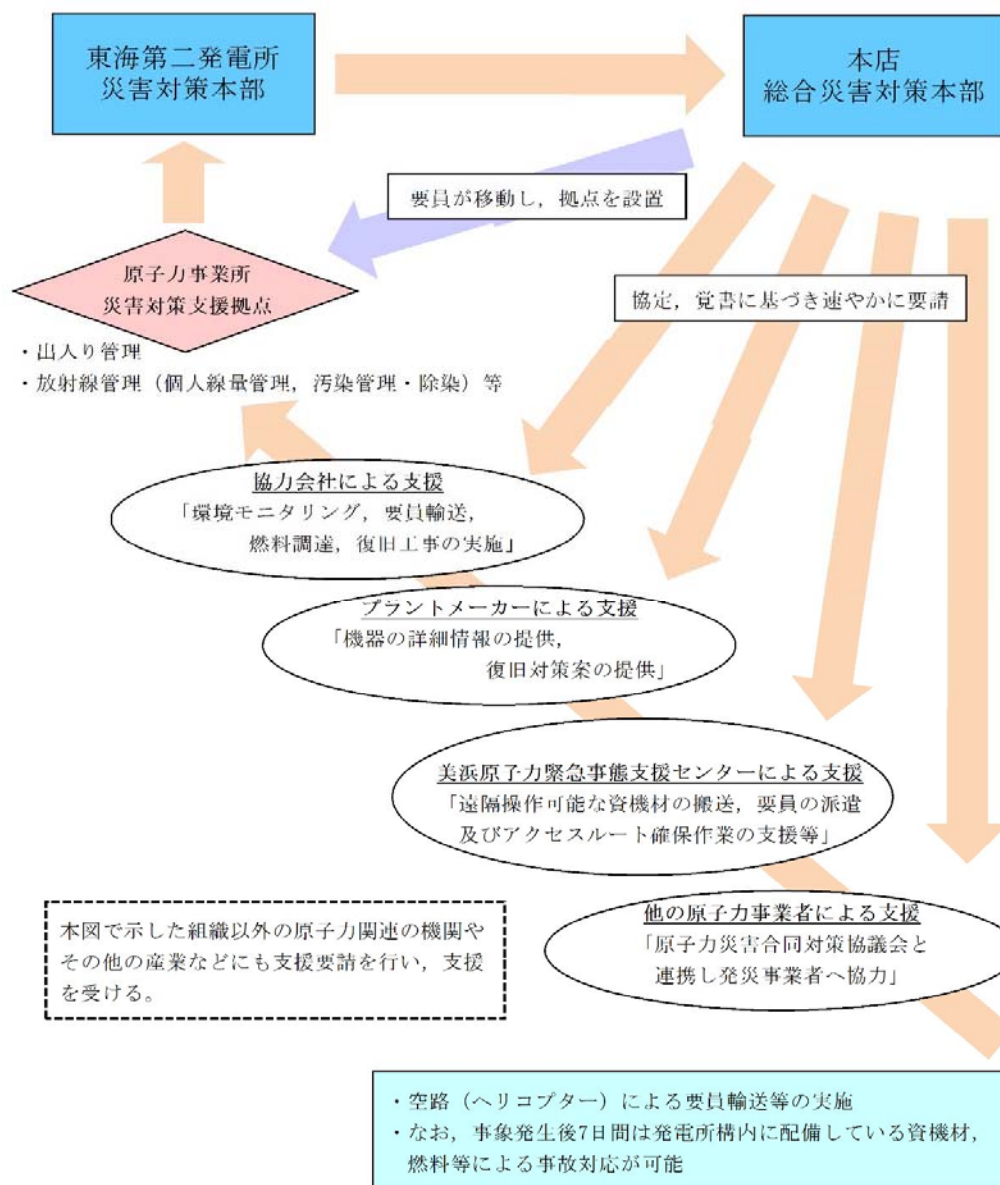 東海第二発電所
災害対策本部
本店
総合災害対策本部
要員が移動し，拠点を設置
原子力事業所
災害対策支援拠点
協定，覚書に基づき速やかに要請
・出入り管理
・放射線管理（個人線量管理，汚染管理・除染）等
協力会社による支援
「環境モニタリング，要員輸送，
燃料調達，復旧工事の実施」
プラントメーカーによる支援
「機器の詳細情報の提供，
復旧対策案の提供」
美浜原子力緊急事態支援センターによる支援
「遠隔操作可能な資機材の搬送，要員の派遣
及びアクセスルート確保作業の支援等」
他の原子力事業者による支援
「原子力災害合同対策協議会と
連携し発災事業者へ協力」
本図で示した組織以外の原子力関連の機関や
その他の産業などにも支援要請を行い，支援
を受ける。
・空路（ヘリコプター）による要員輸送等の実施
・なお，事象発生後7日間は発電所構内に配備している資機材，
燃料等による事故対応が可能